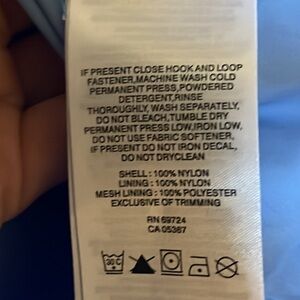 IF PRESENT CLOSE HOOK AND LOOP
FASTENER,MACHINE WASH COLD
PERMANENT PRESS,POWDERED
DETERGENT,RINSE
THOROUGHLY, WASH SEPARATELY,
DO NOT BLEACH,TUMBLE DRY
PERMANENT PRESS LOW,IRON LOW,
DO NOT USE FABRIC SOFTENER,
IF PRESENT DO NOT IRON DECAL,
DO NOT DRYCLEAN
SHELL : 100% NYLON
LINING : 100% NYLON
MESH LINING : 100% POLYESTER
EXCLUSIVE OF TRIMMING
RN 69724
CA 05367
30 C